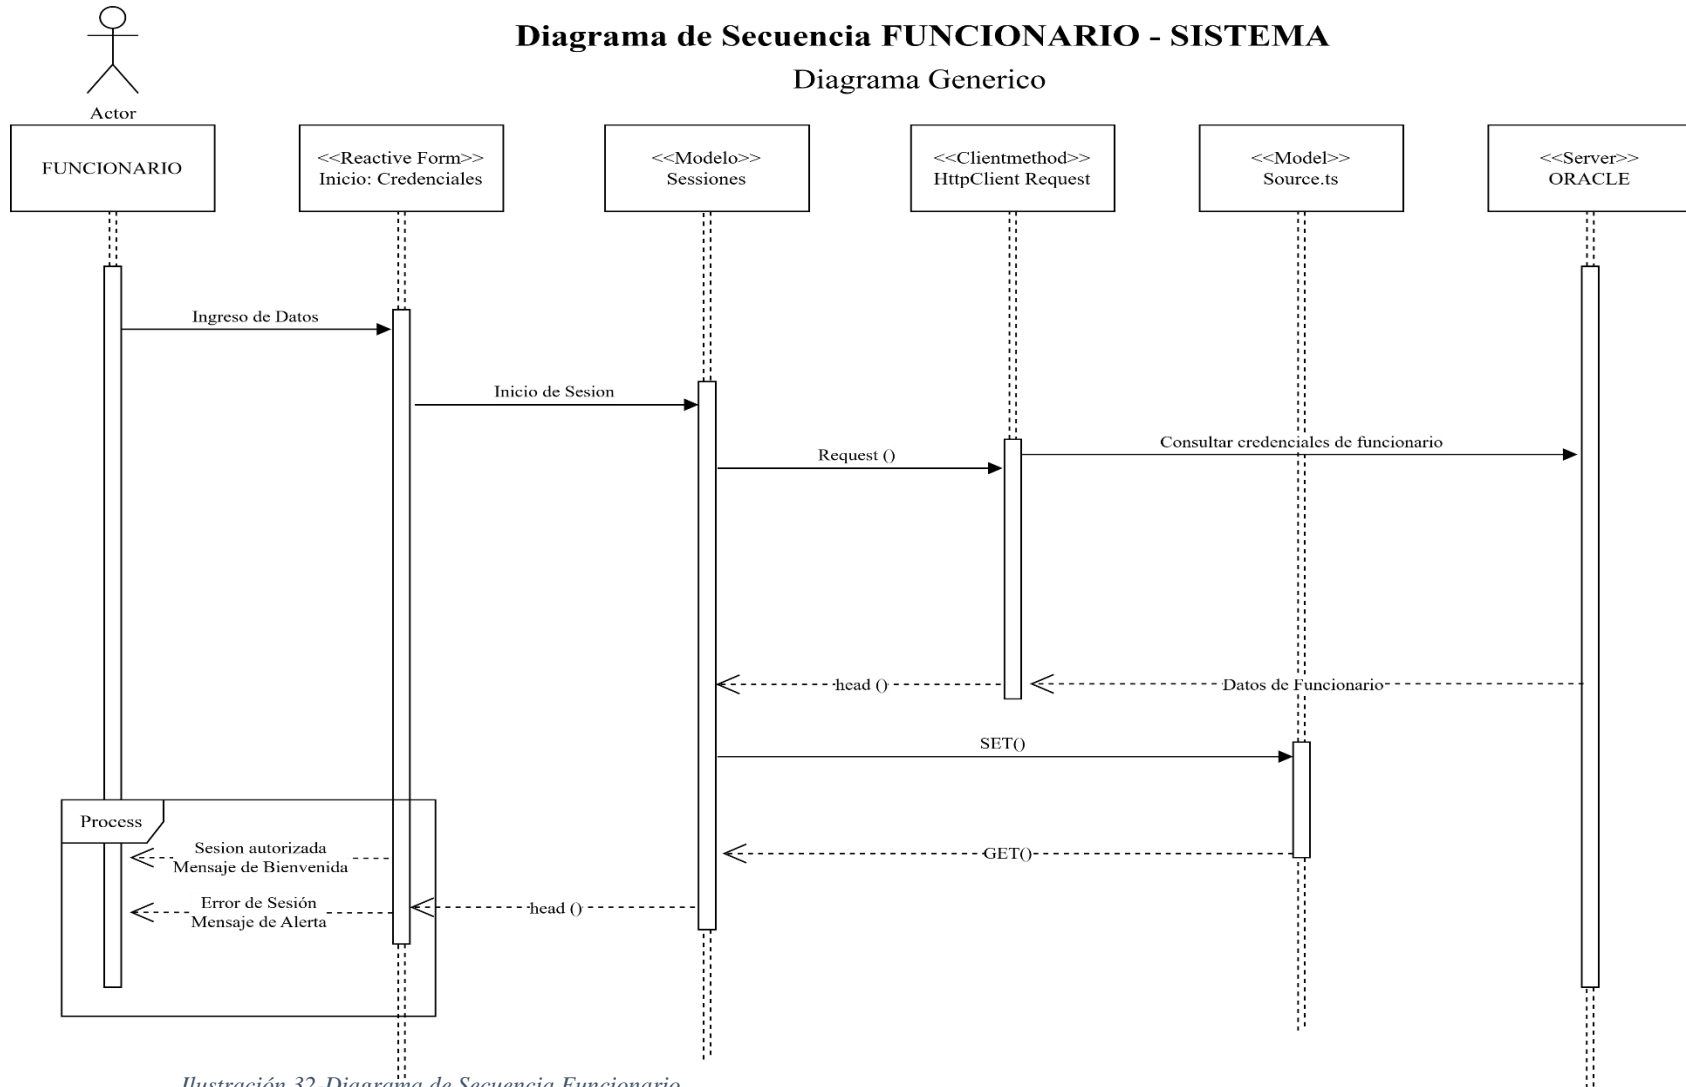 Diagrama de Secuencia FUNCIONARIO - SISTEMA
Diagrama Generico
Actor
FUNCIONARIO
<<Reactive Form>>
Inicio: Credenciales
<<Modelo>>
Sessiones
<<Clientmethod>>
HttpClient Request
<<Model>>
Source.ts
<<Server>>
ORACLE
Ingreso de Datos
Inicio de Sesion
Request ()
Consultar credenciales de funcionario
head ()
Datos de Funcionario
SET()
Process
Sesion autorizada
Mensaje de Bienvenida
GET()
Error de Sesión
Mensaje de Alerta
head ()
Ilustración 32-Diagrama de Secuencia Funcionario